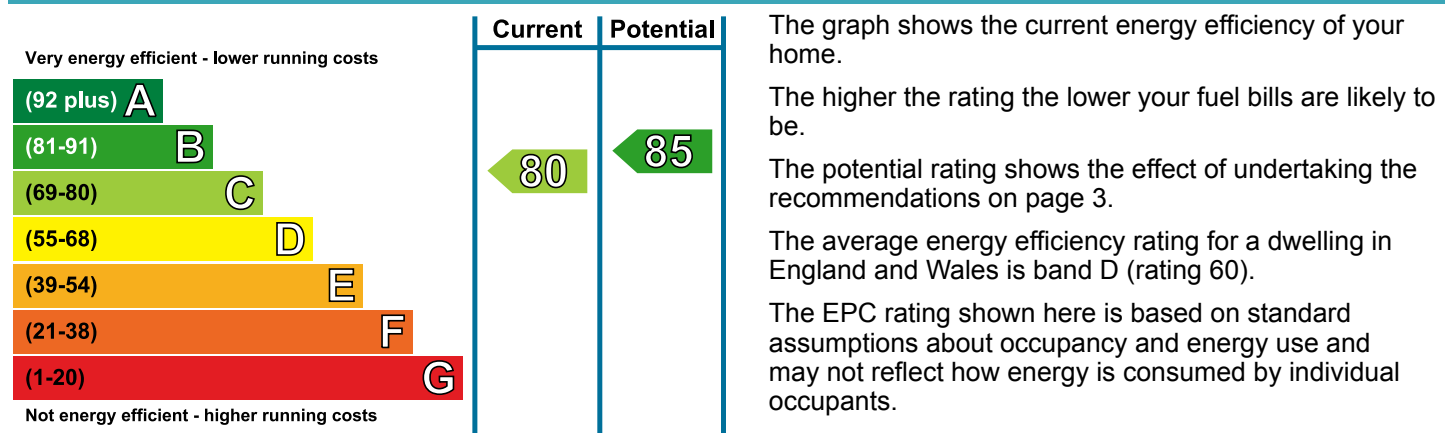 Current Potential
Very energy efficient - lower running costs
(92 plus) A
(81-91) B
(69-80) C
(55-68) D
(39-54) E
(21-38) F
(1-20) G
Not energy efficient - higher running costs
80
85
The graph shows the current energy efficiency of your
home.
The higher the rating the lower your fuel bills are likely to
be.
The potential rating shows the effect of undertaking the
recommendations on page 3.
The average energy efficiency rating for a dwelling in
England and Wales is band D (rating 60).
The EPC rating shown here is based on standard
assumptions about occupancy and energy use and
may not reflect how energy is consumed by individual
occupants.